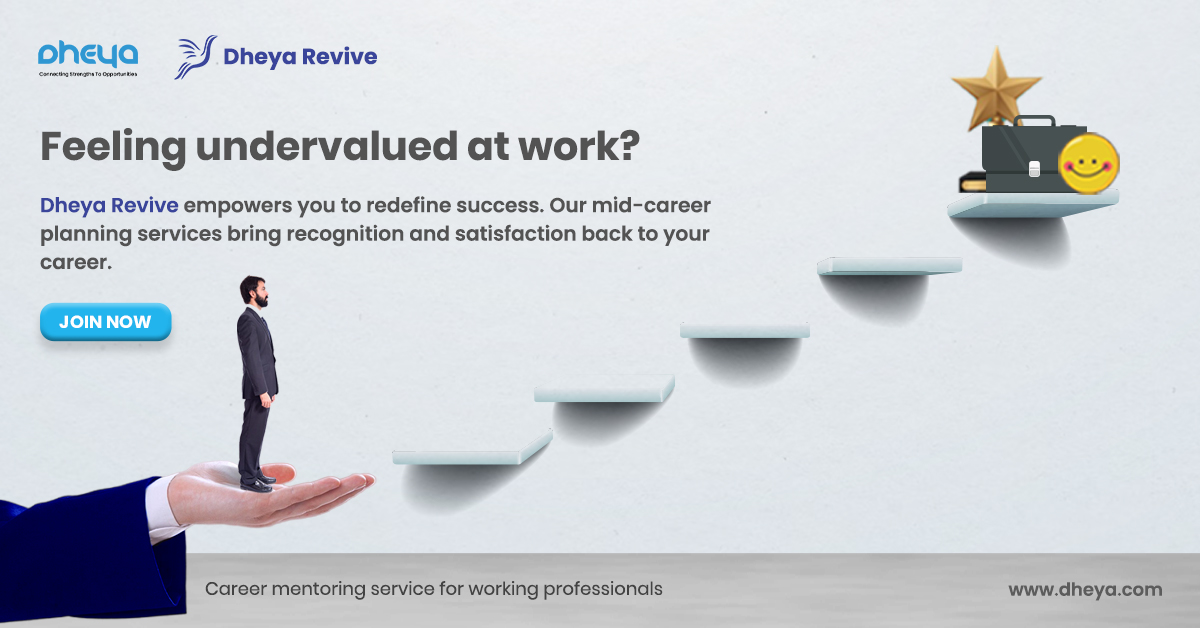 Dheya
Connecting Strengths To Opportunities
Dheya Revive
Feeling undervalued at work?
Dheya Revive empowers you to redefine success. Our mid-career
planning services bring recognition and satisfaction back to your
career.
JOIN NOW
Career mentoring service for working professionals
www.dheya.com